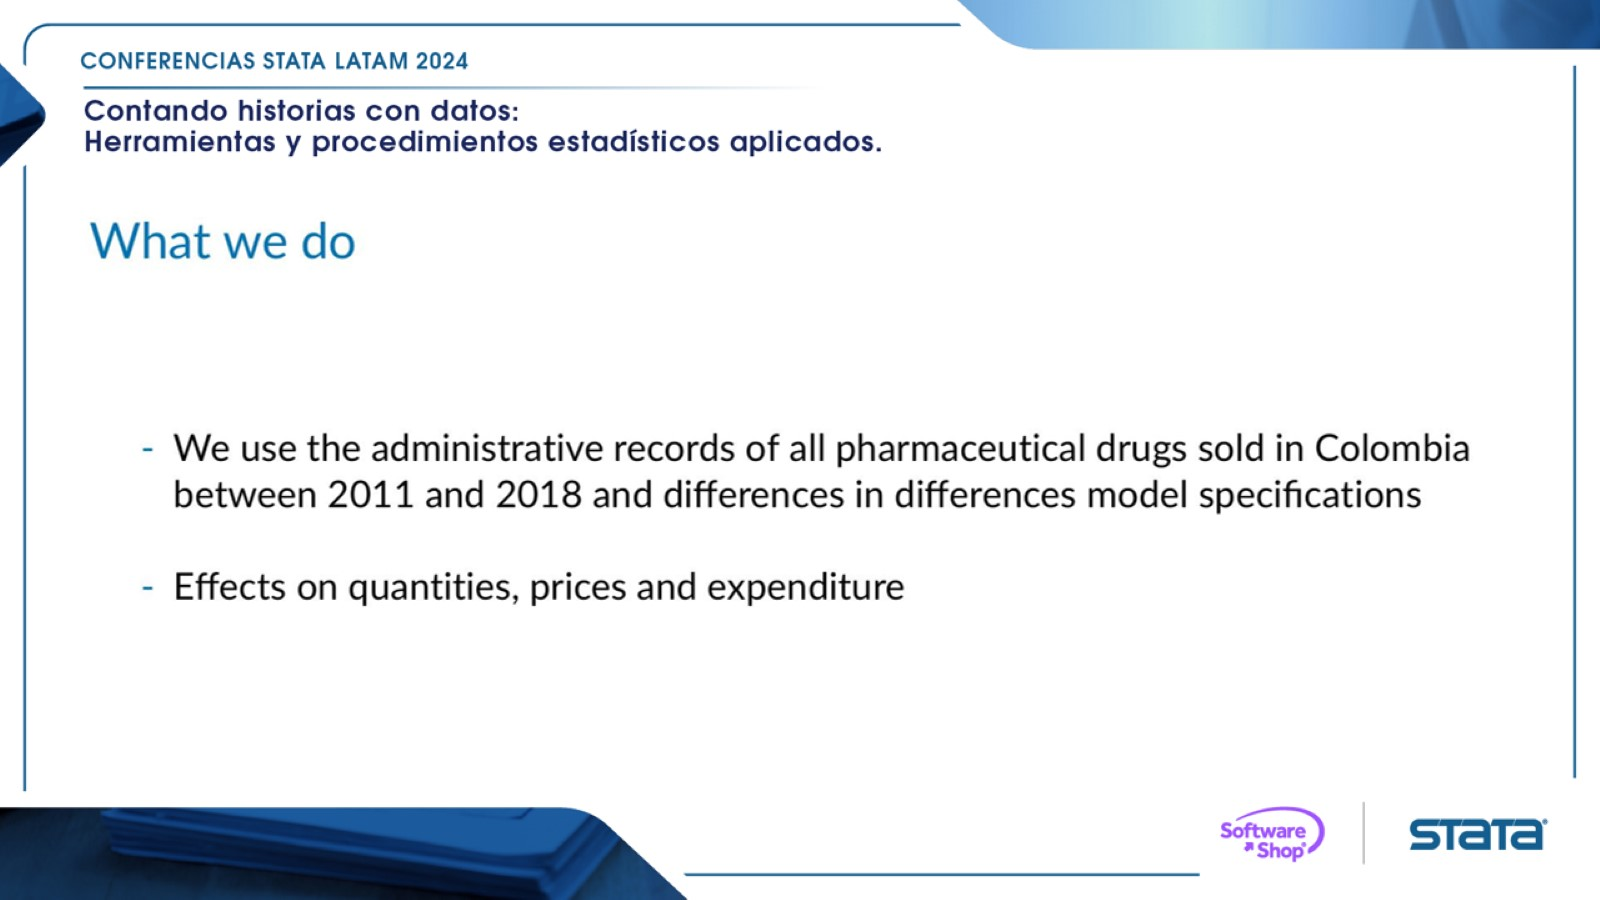 CONFERENCIAS STATA LATAM 2024
Contando historias con datos:
Herramientas y procedimientos estadísticos aplicados.
What we do
- We use the administrative records of all pharmaceutical drugs sold in Colombia
between 2011 and 2018 and differences in differences model specifications
- Effects on quantities, prices and expenditure
Software
Shop
STATA®